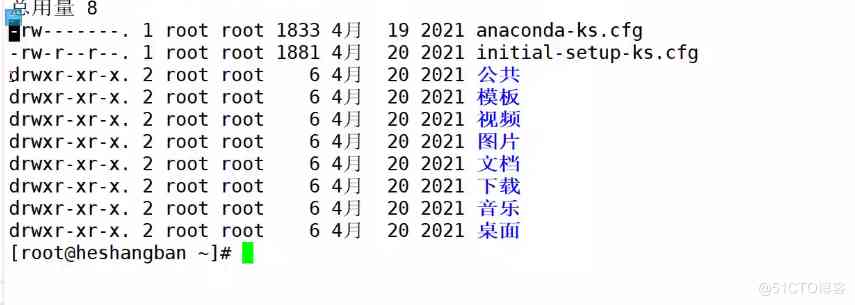 总用量 8
-rw-------. 1 root root 1833 4月  19 2021 anaconda-ks.cfg
-rw-r--r--. 1 root root 1881 4月  20 2021 initial-setup-ks.cfg
drwxr-xr-x. 2 root root    6 4月  20 2021 公共
drwxr-xr-x. 2 root root    6 4月  20 2021 模板
drwxr-xr-x. 2 root root    6 4月  20 2021 视频
drwxr-xr-x. 2 root root    6 4月  20 2021 图片
drwxr-xr-x. 2 root root    6 4月  20 2021 文档
drwxr-xr-x. 2 root root    6 4月  20 2021 下载
drwxr-xr-x. 2 root root    6 4月  20 2021 音乐
drwxr-xr-x. 2 root root    6 4月  20 2021 桌面
[root@heshangban ~]#
@51CTO博客